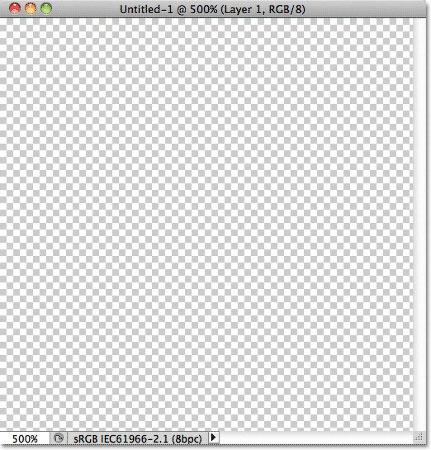 Untitled-1 @ 500% (Layer 1, RGB/8)
500% sRGB IEC61966-2.1 (8bpc)